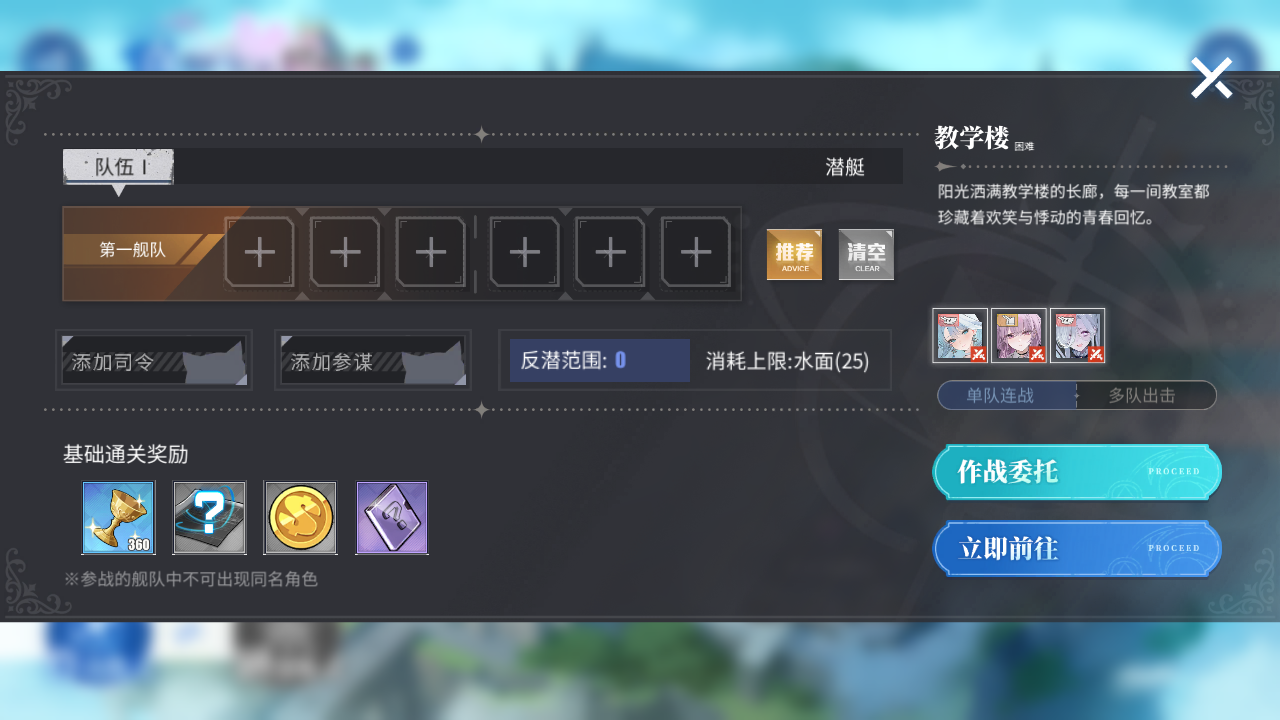 教学楼 困难
队伍 I
潜艇
阳光洒满教学楼的长廊，每一间教室都
珍藏着欢笑与悸动的青春回忆。
第一舰队
推荐
ADVICE
清空
CLEAR
添加司令
添加参谋
反潜范围: 0
消耗上限:水面(25)
单队连战
多队出击
基础通关奖励
作战委托
PROCEED
360
立即前往
PROCEED
※参战的舰队中不可出现同名角色